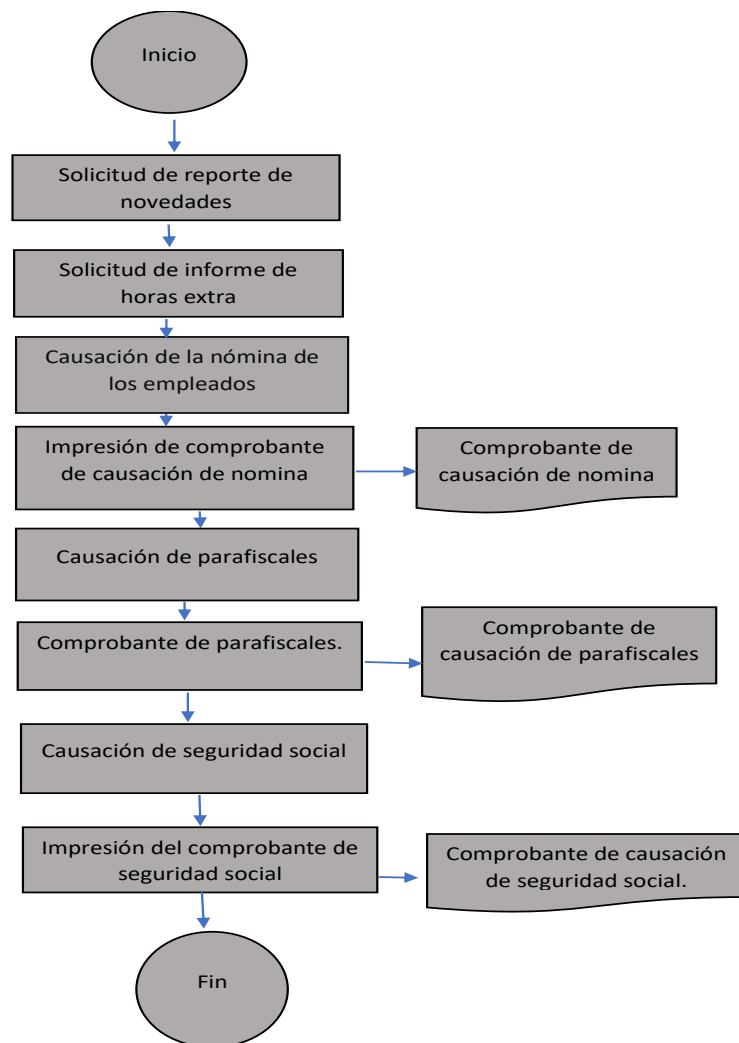 Inicio
Solicitud de reporte de
novedades
Solicitud de informe de
horas extra
Causación de la nómina de
los empleados
Impresión de comprobante
de causación de nomina
Comprobante de
causación de nomina
Causación de parafiscales
Comprobante de parafiscales.
Comprobante de
causación de parafiscales
Causación de seguridad social
Impresión del comprobante de
seguridad social
Comprobante de causación
de seguridad social.
Fin